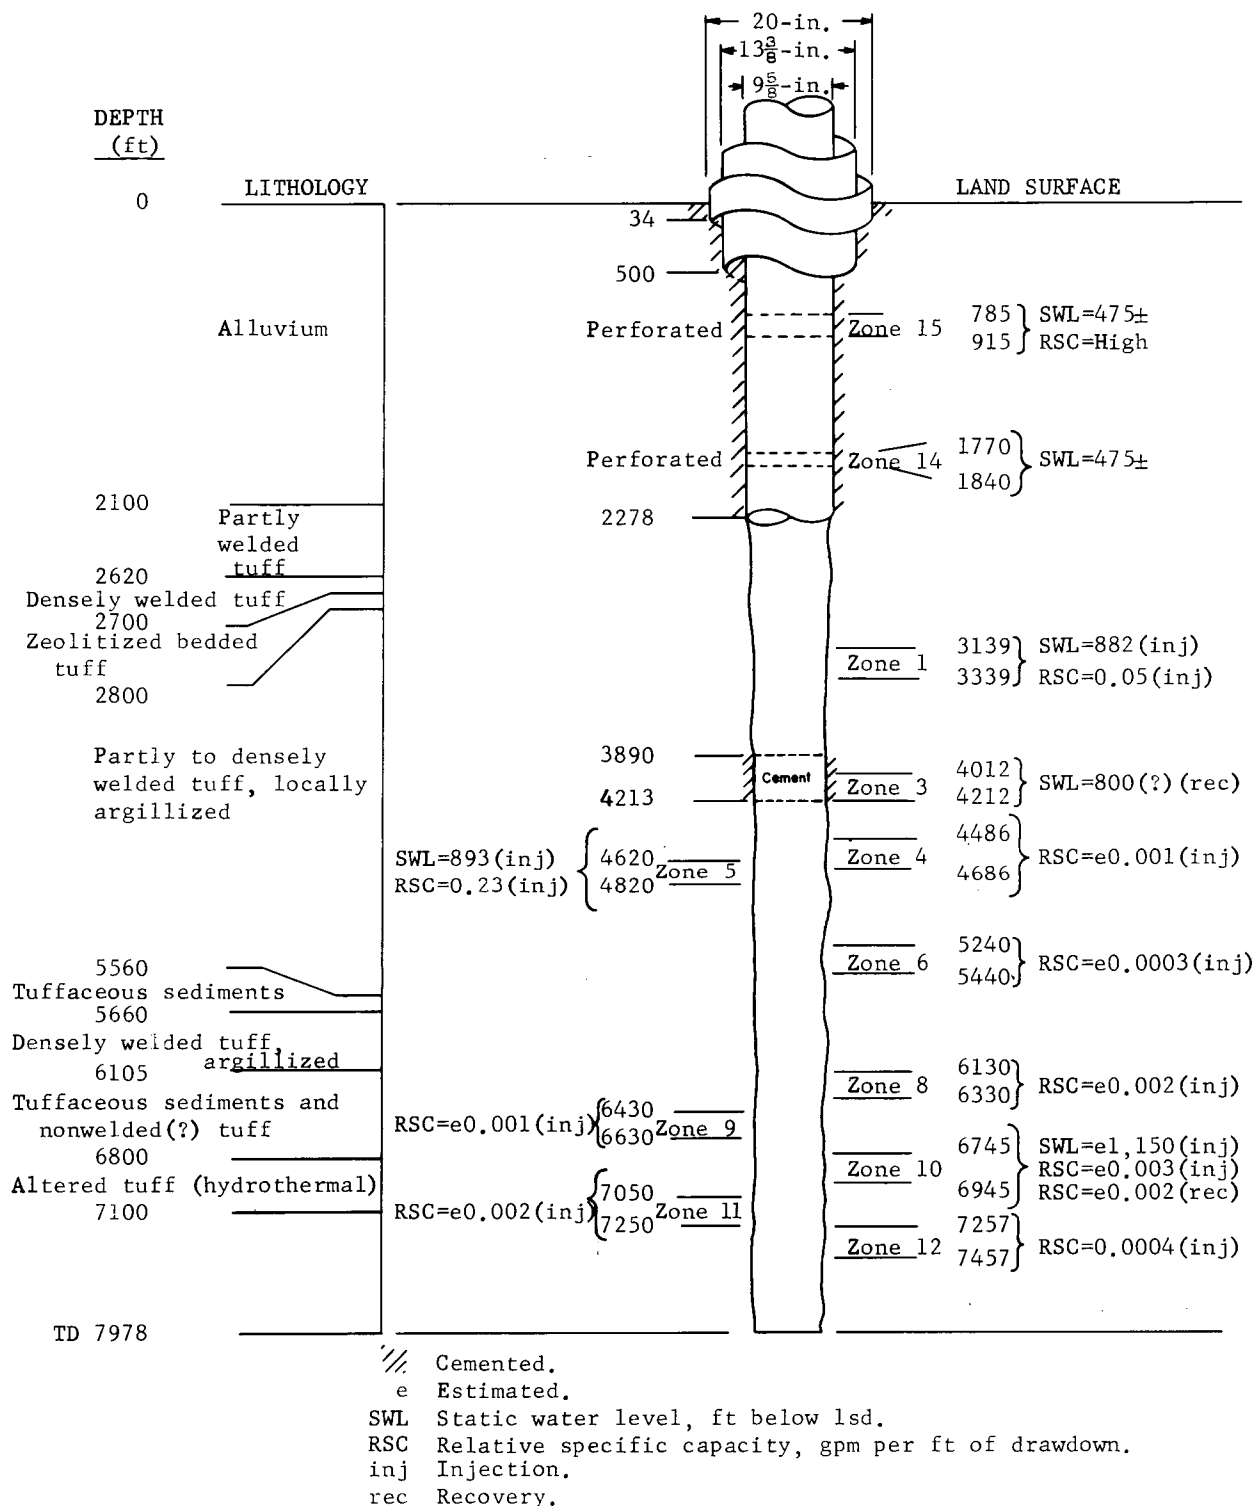 20-in.
13 3/8-in.
9 5/8-in.
DEPTH
(ft)
LITHOLOGY
LAND SURFACE
0
34
500
Alluvium
Perforated
Zone 15
785
915
SWL=475±
RSC=High
Perforated
Zone 14
1770
1840
SWL=475±
2100
2278
Partly
welded
tuff
2620
Densely welded tuff
2700
Zeolitized bedded
tuff
2800
Zone 1
3139
3339
SWL=882(inj)
RSC=0.05(inj)
Partly to densely
welded tuff, locally
argillized
3890
4213
Cement
Zone 3
4012
4212
SWL=800(?)(rec)
SWL=893(inj)
RSC=0.23(inj)
4620
4820
Zone 5
Zone 4
4486
4686
RSC=e0.001(inj)
Zone 6
5240
5440
RSC=e0.0003(inj)
5560
Tuffaceous sediments
5660
Densely welded tuff,
argillized
6105
Zone 8
6130
6330
RSC=e0.002(inj)
Tuffaceous sediments and
nonwelded(?) tuff
6800
RSC=e0.001(inj)
6430
6630
Zone 9
Zone 10
6745
6945
SWL=e1,150(inj)
RSC=e0.003(inj)
RSC=e0.002(rec)
Altered tuff (hydrothermal)
7100
RSC=e0.002(inj)
7050
7250
Zone 11
Zone 12
7257
7457
RSC=0.0004(inj)
TD 7978
Cemented.
e Estimated.
SWL Static water level, ft below lsd.
RSC Relative specific capacity, gpm per ft of drawdown.
inj Injection.
rec Recovery.